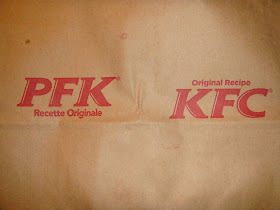 PFK®
Recette Originale
Original Recipe
KFC®